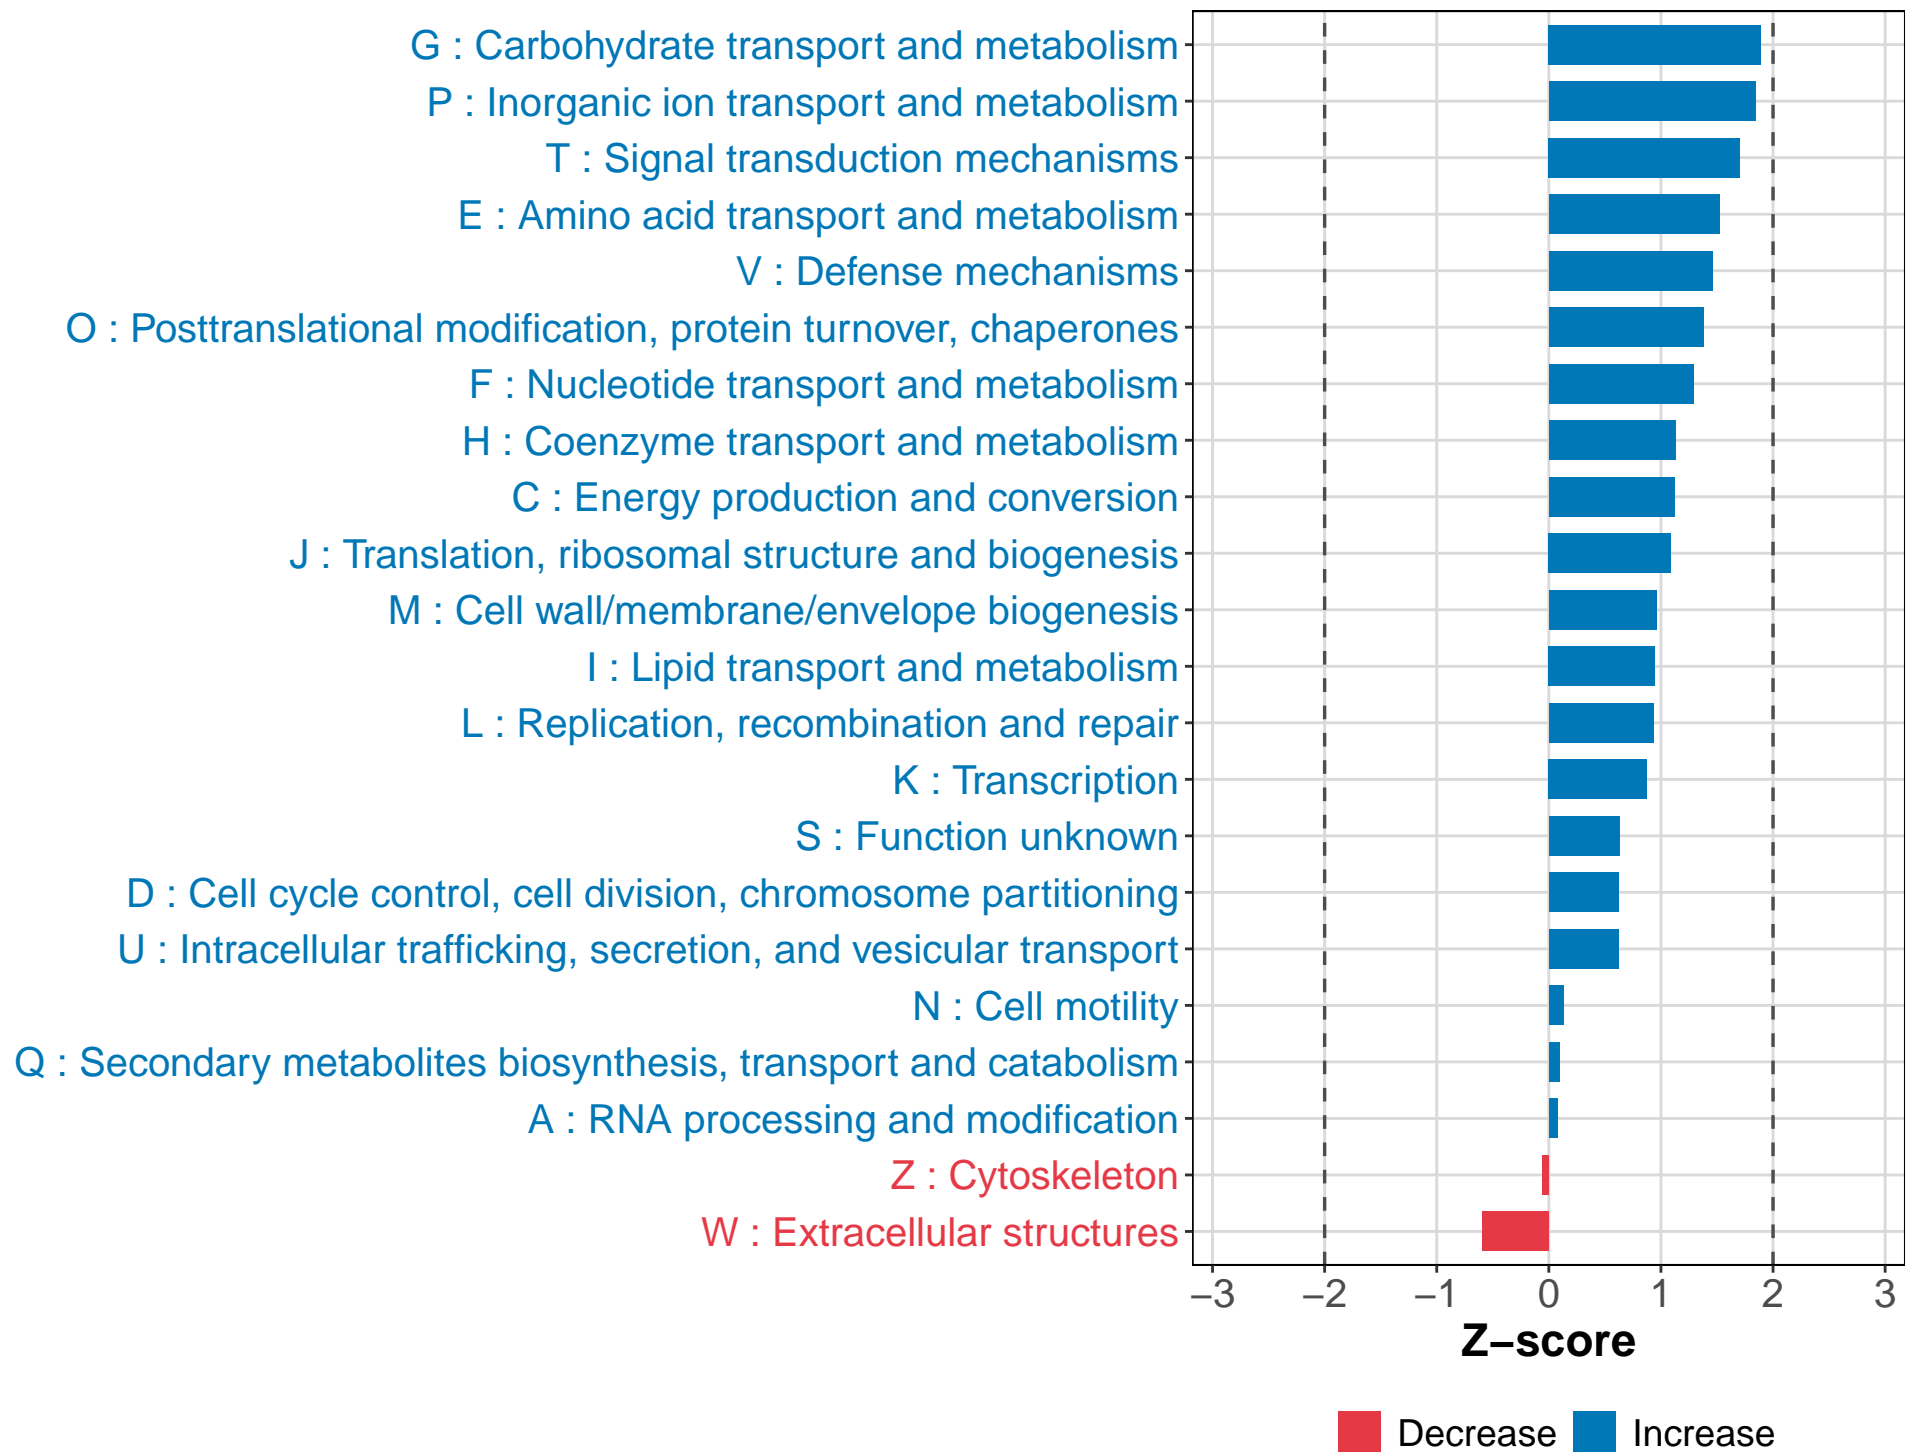 G : Carbohydrate transport and metabolism
P : Inorganic ion transport and metabolism
T : Signal transduction mechanisms
E : Amino acid transport and metabolism
V : Defense mechanisms
O : Posttranslational modification, protein turnover, chaperones
F : Nucleotide transport and metabolism
H : Coenzyme transport and metabolism
C : Energy production and conversion
J : Translation, ribosomal structure and biogenesis
M : Cell wall/membrane/envelope biogenesis
I : Lipid transport and metabolism
L : Replication, recombination and repair
K : Transcription
S : Function unknown
D : Cell cycle control, cell division, chromosome partitioning
U : Intracellular trafficking, secretion, and vesicular transport
N : Cell motility
Q : Secondary metabolites biosynthesis, transport and catabolism
A : RNA processing and modification
Z : Cytoskeleton
W : Extracellular structures
−3 −2 −1 0 1 2 3
Z−score
Decrease Increase